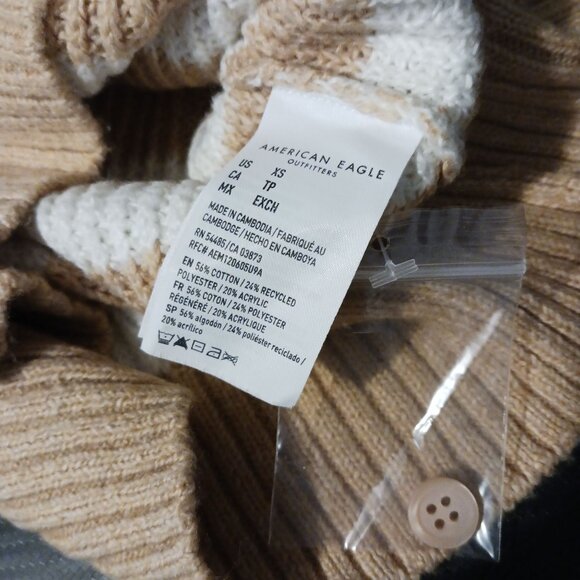 AMERICAN EAGLE
OUTFITTERS
US XS
CA TP
MX EXCH
MADE IN CAMBODIA / FABRIQUÉ AU
CAMBODGE / HECHO EN CAMBOYA
RN 54485/CA 03873
RFC# AEM120605U9A
EN 56% COTTON / 24% RECYCLED
POLYESTER / 20% ACRYLIC
FR 56% COTON / 24% POLYESTER
RÉGÉNÉRÉ / 20% ACRYLIQUE
SP 56% algodón / 24% poliéster reciclado /
20% acrílico